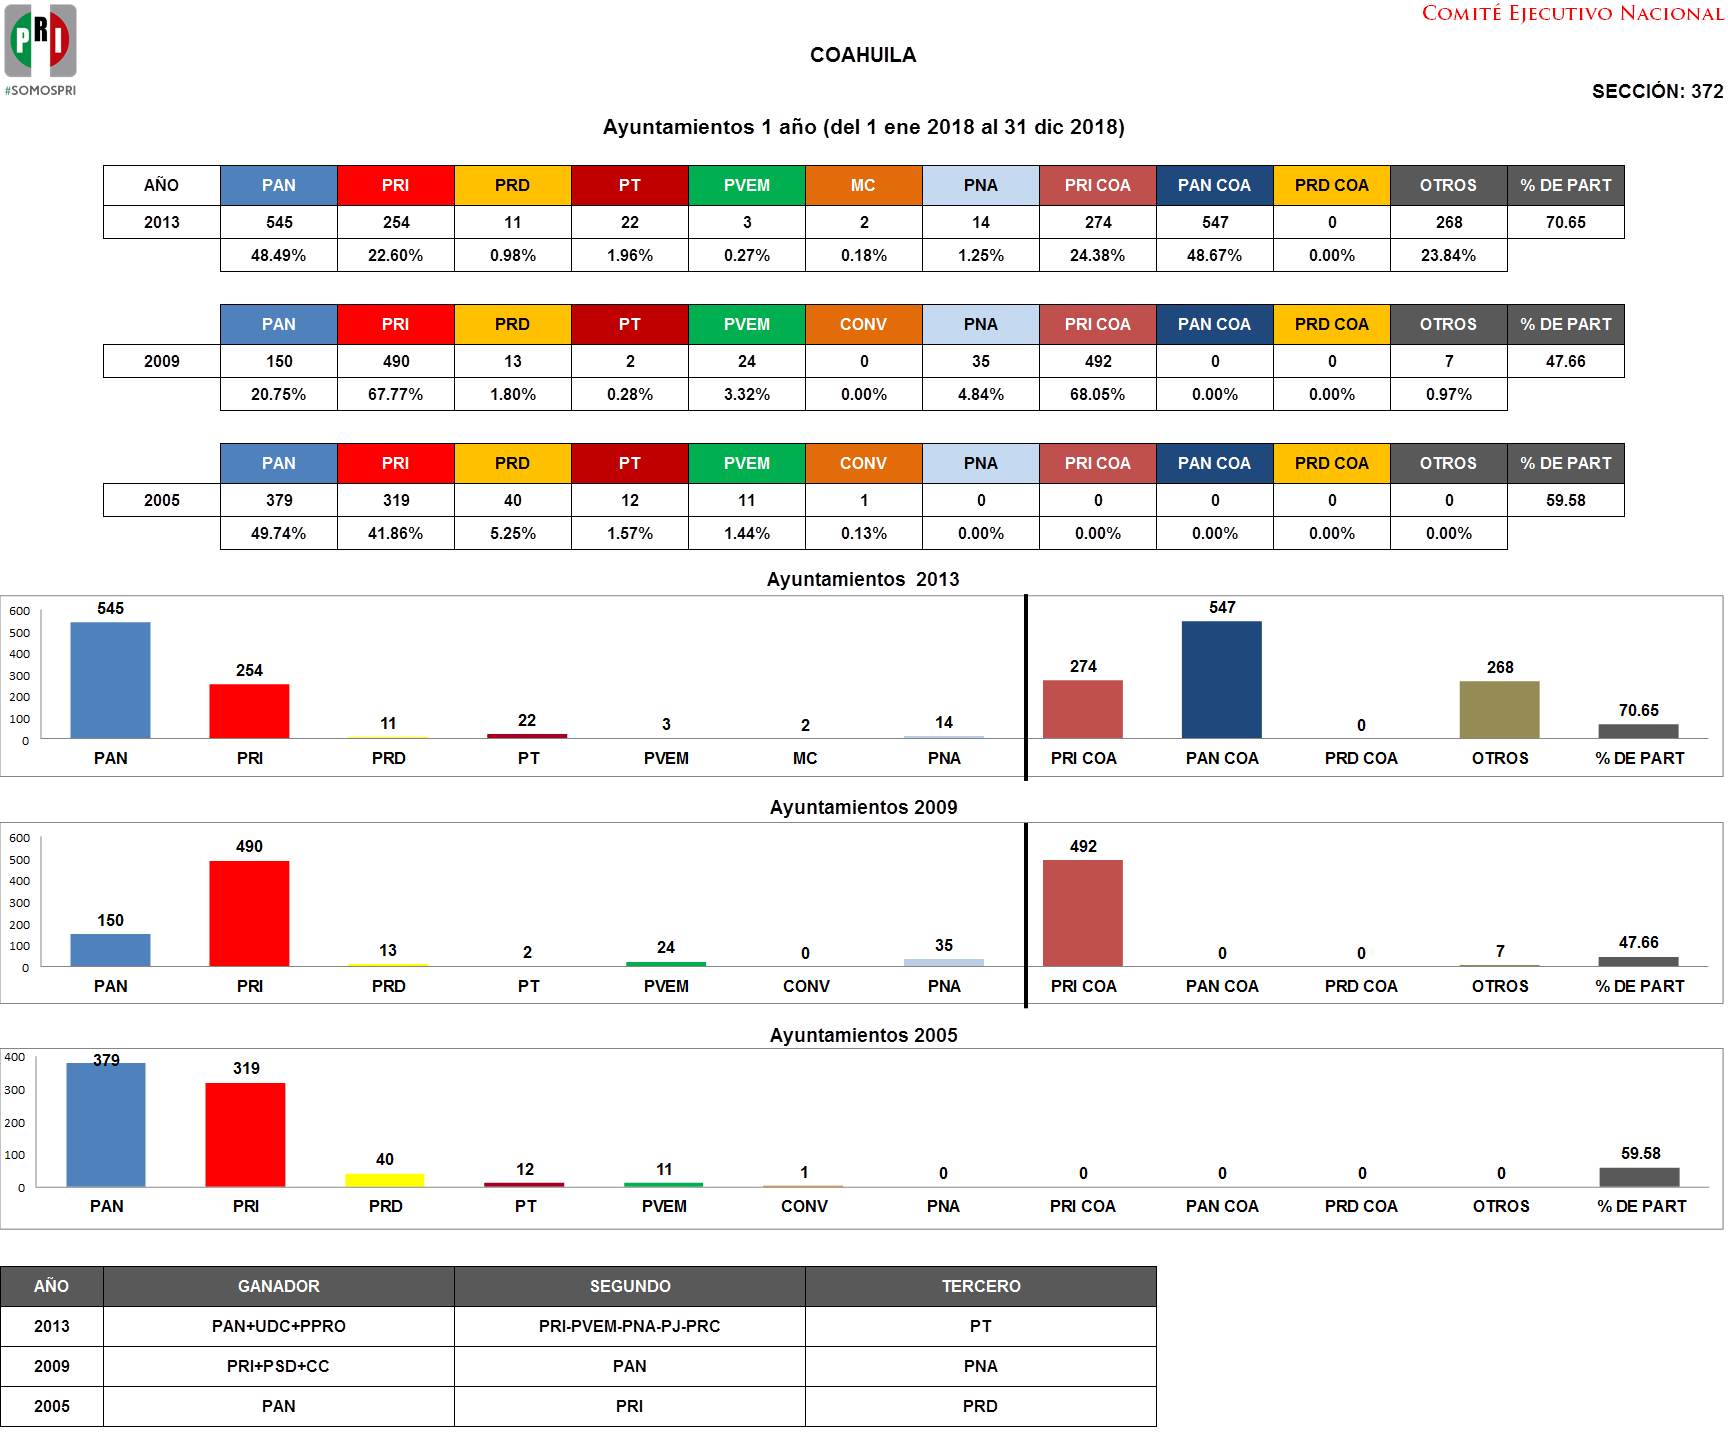 COMITÉ EJECUTIVO NACIONAL
PRI
#SOMOSPRI
COAHUILA
SECCIÓN: 372
Ayuntamientos 1 año (del 1 ene 2018 al 31 dic 2018)
AÑO PAN PRI PRD PT PVEM MC PNA PRI COA PAN COA PRD COA OTROS % DE PART
2013 545 254 11 22 3 2 14 274 547 0 268 70.65
48.49% 22.60% 0.98% 1.96% 0.27% 0.18% 1.25% 24.38% 48.67% 0.00% 23.84%
PAN PRI PRD PT PVEM CONV PNA PRI COA PAN COA PRD COA OTROS % DE PART
2009 150 490 13 2 24 0 35 492 0 0 7 47.66
20.75% 67.77% 1.80% 0.28% 3.32% 0.00% 4.84% 68.05% 0.00% 0.00% 0.97%
PAN PRI PRD PT PVEM CONV PNA PRI COA PAN COA PRD COA OTROS % DE PART
2005 379 319 40 12 11 1 0 0 0 0 0 59.58
49.74% 41.86% 5.25% 1.57% 1.44% 0.13% 0.00% 0.00% 0.00% 0.00% 0.00%
Ayuntamientos 2013
600
500
400
300
200
100
0
545 254 11 22 3 2 14 274 547 0 268 70.65
PAN PRI PRD PT PVEM MC PNA PRI COA PAN COA PRD COA OTROS % DE PART
Ayuntamientos 2009
600
500
400
300
200
100
0
150 490 13 2 24 0 35 492 0 0 7 47.66
PAN PRI PRD PT PVEM CONV PNA PRI COA PAN COA PRD COA OTROS % DE PART
Ayuntamientos 2005
400
300
200
100
0
379 319 40 12 11 1 0 0 0 0 0 59.58
PAN PRI PRD PT PVEM CONV PNA PRI COA PAN COA PRD COA OTROS % DE PART
AÑO GANADOR SEGUNDO TERCERO
2013 PAN+UDC+PPRO PRI-PVEM-PNA-PJ-PRC PT
2009 PRI+PSD+CC PAN PNA
2005 PAN PRI PRD